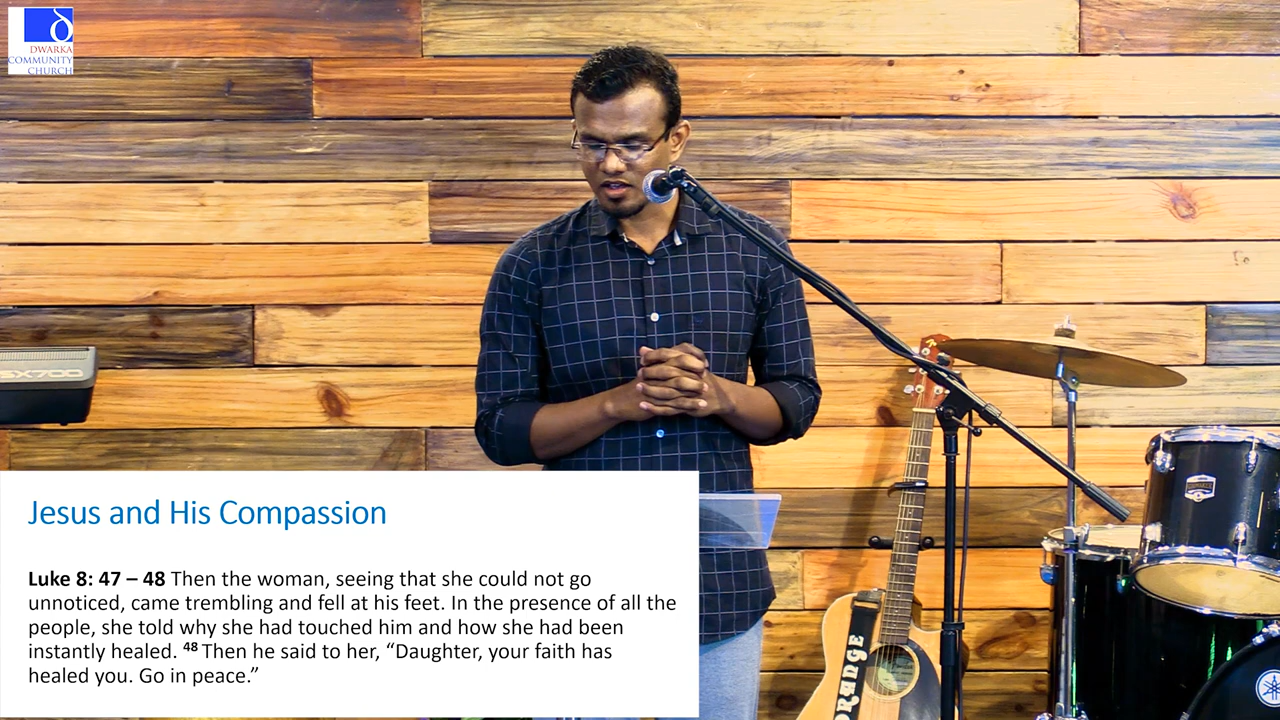 DWARKA
COMMUNITY
CHURCH
SX700
Jesus and His Compassion
Luke 8: 47 – 48 Then the woman, seeing that she could not go
unnoticed, came trembling and fell at his feet. In the presence of all the
people, she told why she had touched him and how she had been
instantly healed. ⁴⁸ Then he said to her, “Daughter, your faith has
healed you. Go in peace.”
ORANGE